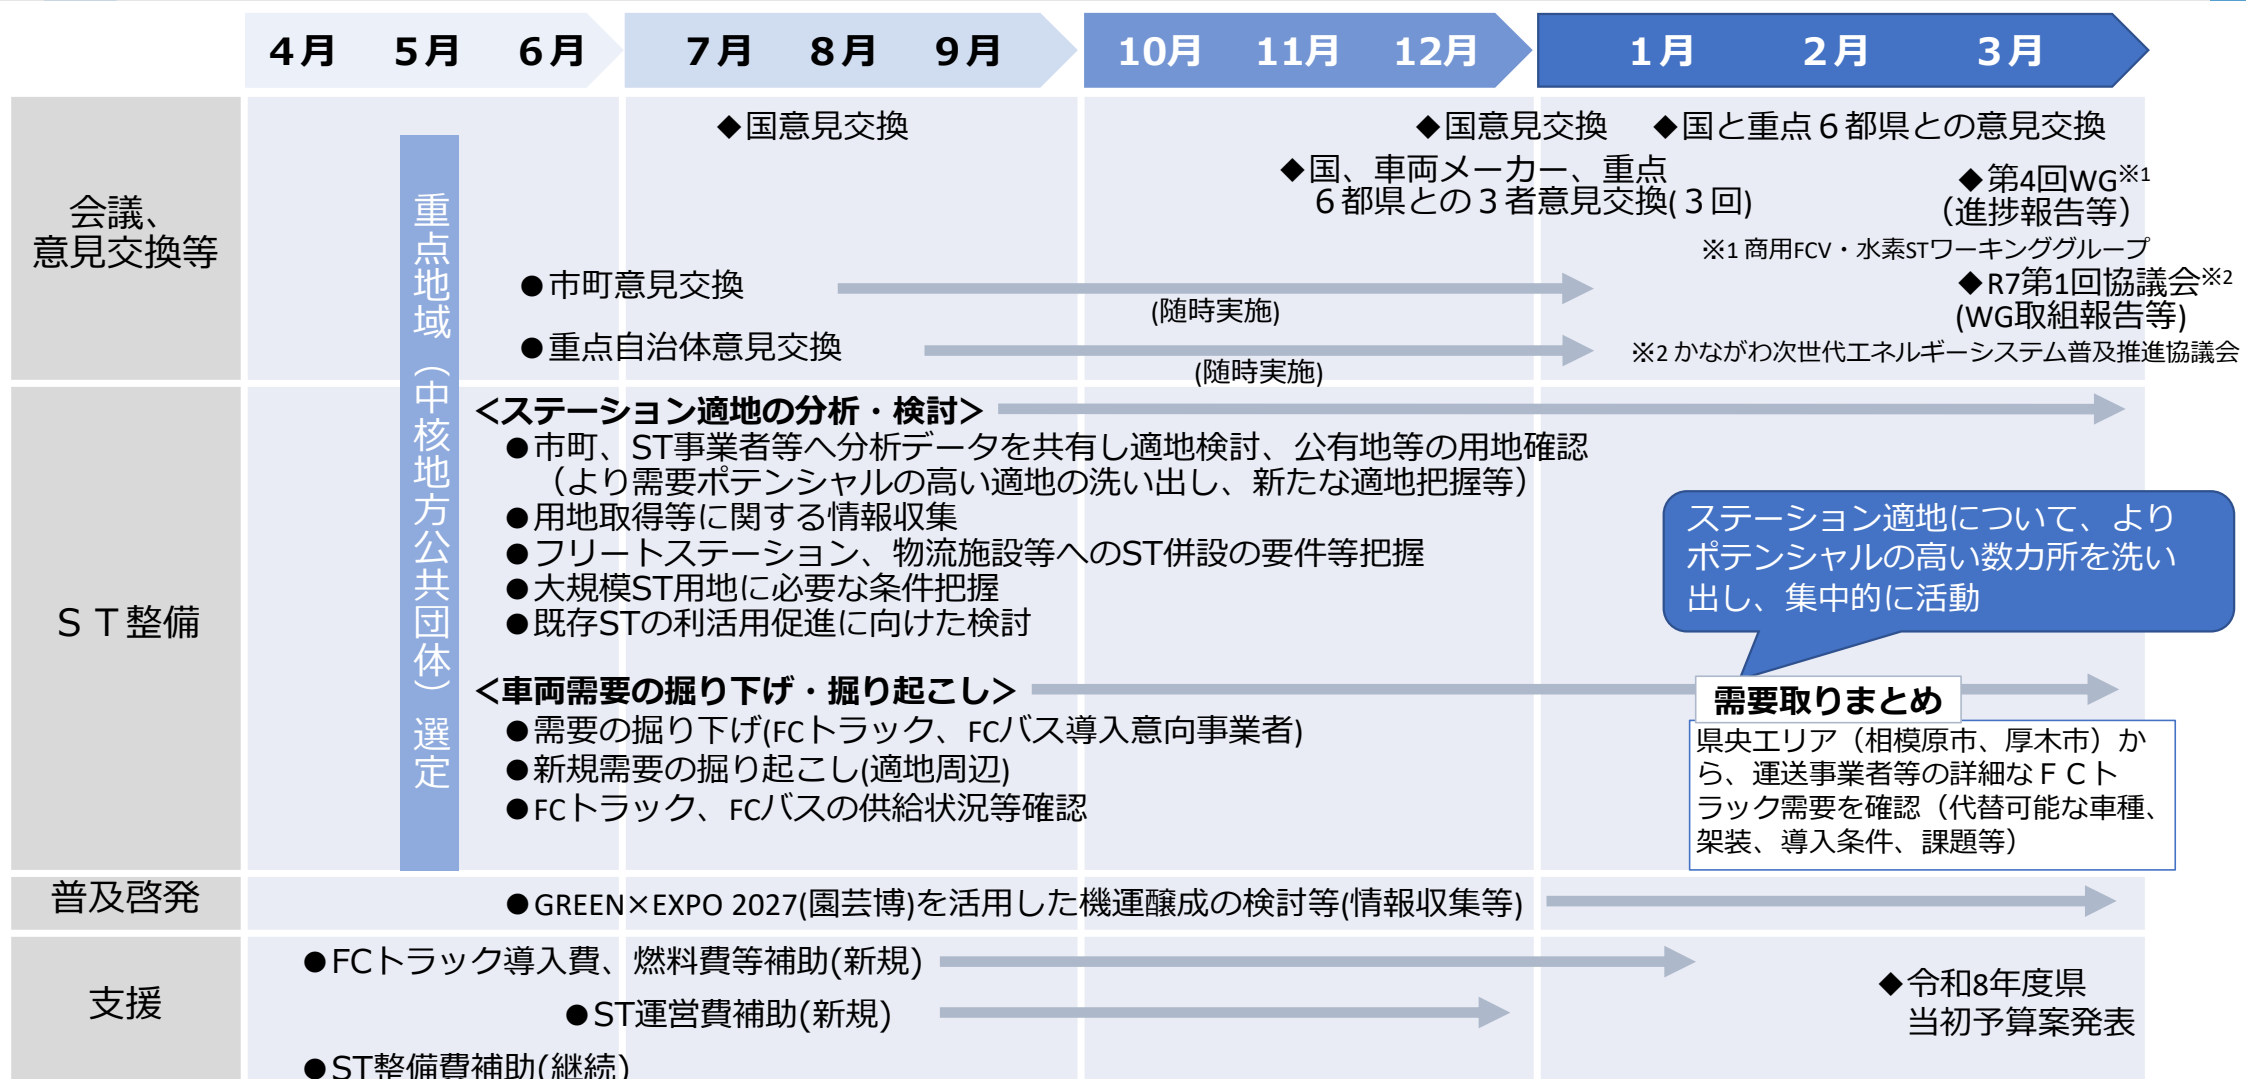 4月 5月 6月 7月 8月 9月 10月 11月 12月 1月 2月 3月
会議、
意見交換等
◆国意見交換
◆国意見交換
◆国と重点6都県との意見交換
◆国、車両メーカー、重点
6都県との3者意見交換(3回)
◆第4回WG※1
（進捗報告等）
※1 商用FCV・水素STワーキンググループ
●市町意見交換
(随時実施)
◆R7第1回協議会※2
(WG取組報告等)
●重点自治体意見交換
(随時実施)
※2 かながわ次世代エネルギーシステム普及推進協議会
重点地域（中核地方公共団体）選定
ＳＴ整備
＜ステーション適地の分析・検討＞
●市町、ST事業者等へ分析データを共有し適地検討、公有地等の用地確認
（より需要ポテンシャルの高い適地の洗い出し、新たな適地把握等）
●用地取得等に関する情報収集
●フリートステーション、物流施設等へのST併設の要件等把握
●大規模ST用地に必要な条件把握
●既存STの利活用促進に向けた検討
ステーション適地について、より
ポテンシャルの高い数カ所を洗い
出し、集中的に活動
＜車両需要の掘り下げ・掘り起こし＞
●需要の掘り下げ(FCトラック、FCバス導入意向事業者)
●新規需要の掘り起こし(適地周辺)
●FCトラック、FCバスの供給状況等確認
需要取りまとめ
県央エリア（相模原市、厚木市）か
ら、運送事業者等の詳細なＦＣト
ラック需要を確認（代替可能な車種、
架装、導入条件、課題等）
普及啓発
●GREEN×EXPO 2027(園芸博)を活用した機運醸成の検討等(情報収集等)
支援
●FCトラック導入費、燃料費等補助(新規)
●ST運営費補助(新規)
●ST整備費補助(継続)
◆令和8年度県
当初予算案発表